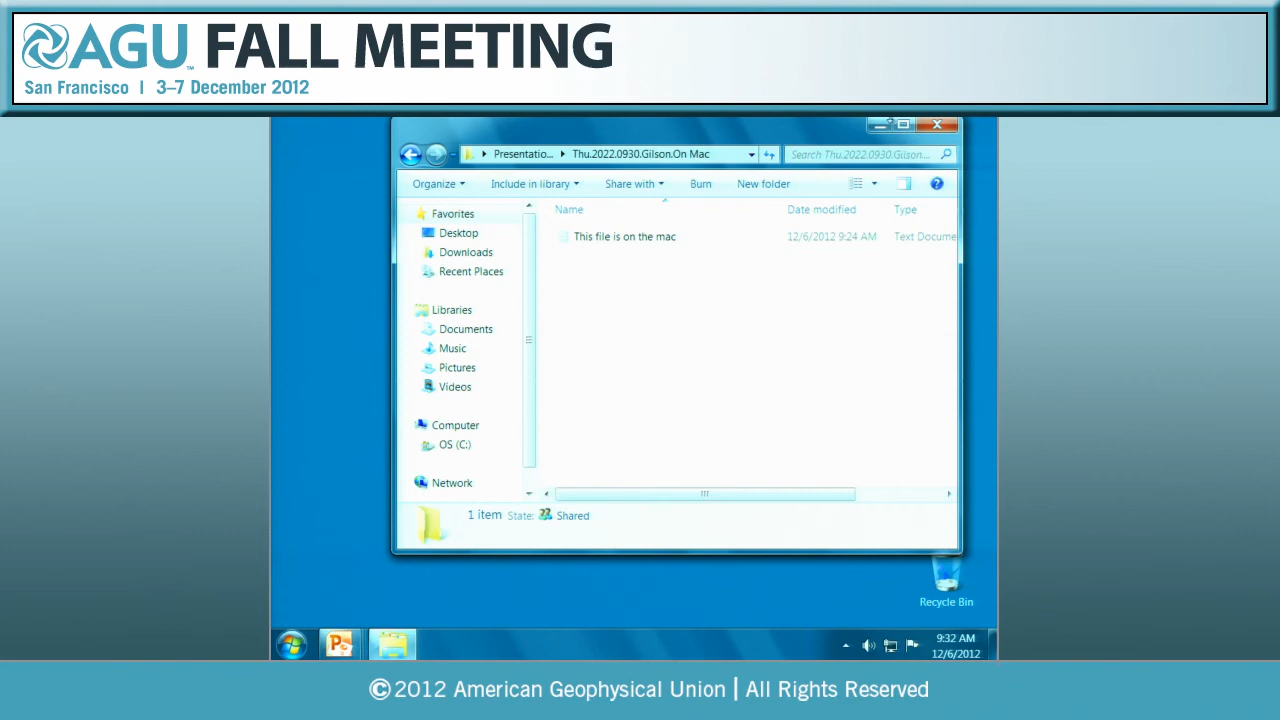 AGU™ FALL MEETING
San Francisco | 3–7 December 2012
Presentatio... Thu.2022.0930.Gilson.On Mac
Search Thu.2022.0930.Gilson....
Organize Include in library Share with Burn New folder
Favorites
Desktop
Downloads
Recent Places
Libraries
Documents
Music
Pictures
Videos
Computer
OS (C:)
Network
Name Date modified Type
This file is on the mac 12/6/2012 9:24 AM Text Docume
1 item State: Shared
Recycle Bin
9:32 AM
12/6/2012
©2012 American Geophysical Union | All Rights Reserved